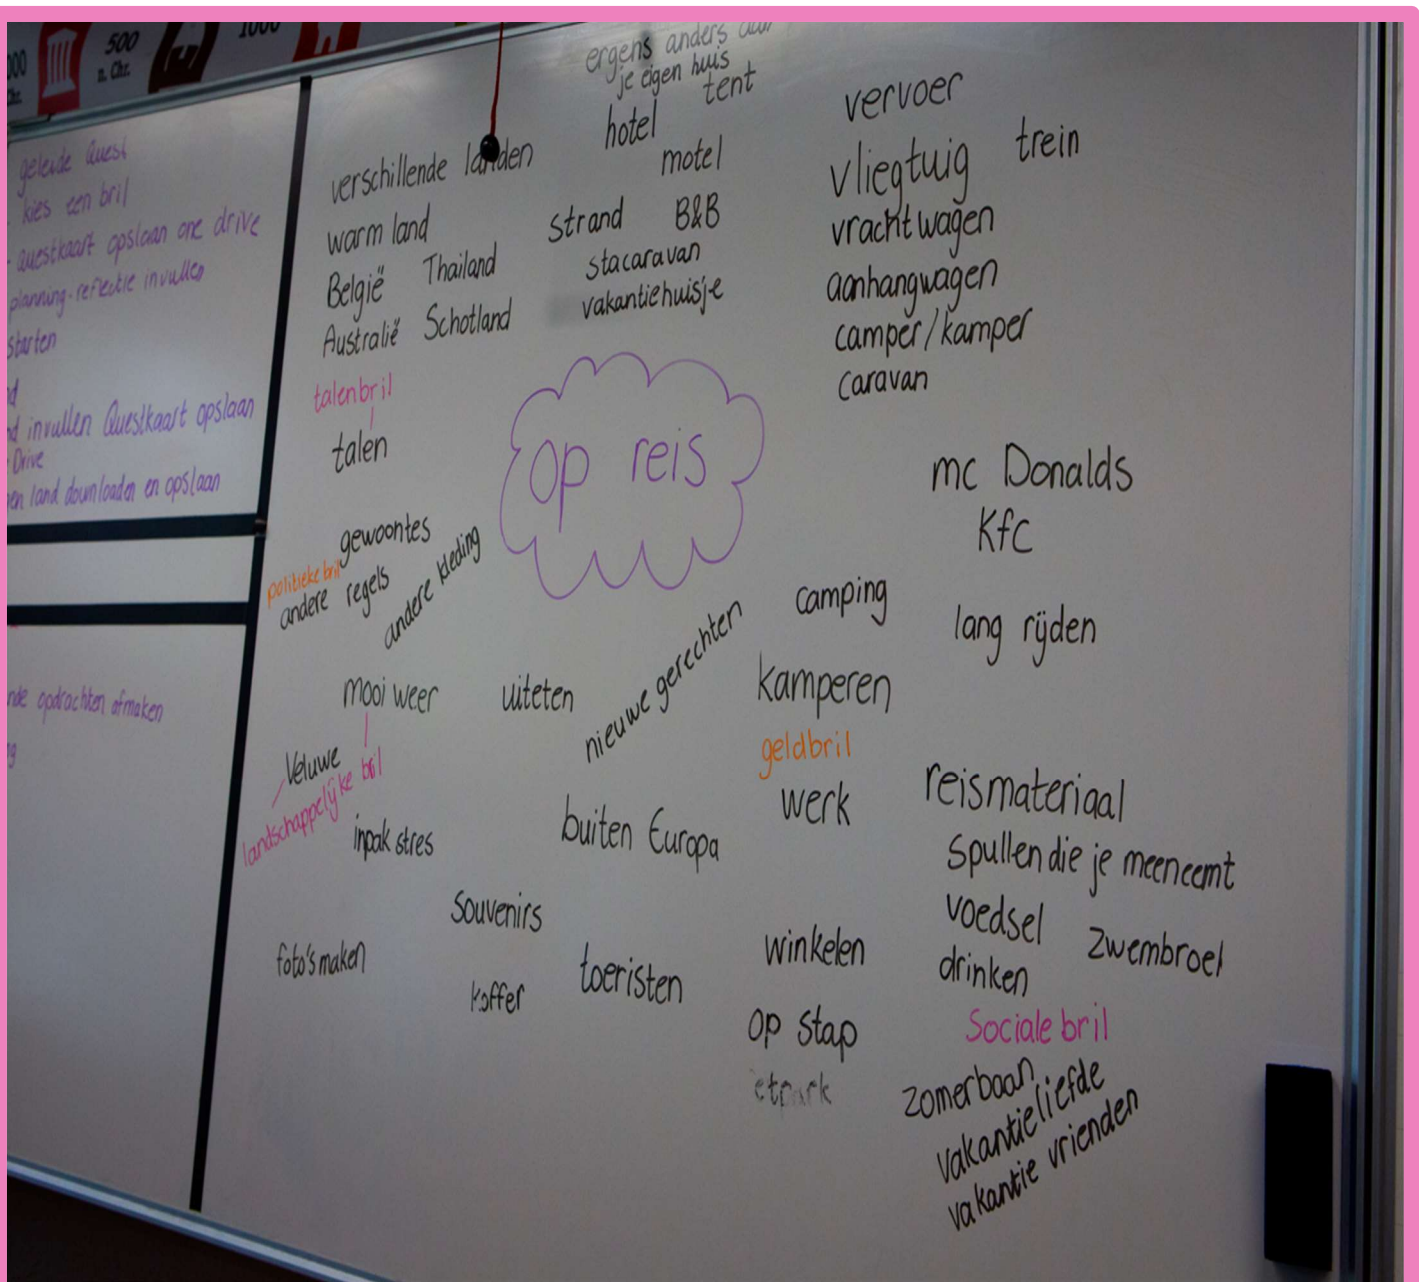 500
n. Chr.
1000
geleide Quest
kies een bril
questkaart opslaan one drive
planning-reflectie invullen
starten
invullen Questkaart opslaan
Drive
land downloaden en opslaan
opdrachten afmaken
ergens anders dan
je eigen huis
tent
hotel
motel
verschillende landen
warm land
strand B&B
België Thailand
stacaravan
Australië Schotland
vakantiehuisje
vervoer
vliegtuig trein
vrachtwagen
aanhangwagen
camper/kamper
caravan
talenbril
talen
op reis
mc Donalds
Kfc
gewoontes
politieke bril
andere regels
andere kleding
camping
lang rijden
mooi weer
uiteten
nieuwe gerechten
kamperen
geldbril
werk
Veluwe
landschappelijke bril
inpak stres
buiten Europa
reismateriaal
spullen die je meeneemt
voedsel
zwembroek
drinken
souvenirs
foto's maken
koffer
toeristen
winkelen
op stap
Sociale bril
zomerbaan
vakantieliefde
vakantie vrienden